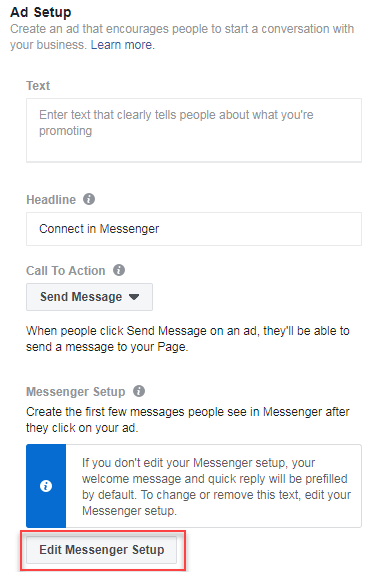 Ad Setup
Create an ad that encourages people to start a conversation with
your business. Learn more.
Text
Enter text that clearly tells people about what you're
promoting
Headline
Connect in Messenger
Call To Action
Send Message
When people click Send Message on an ad, they'll be able to
send a message to your Page.
Messenger Setup
Create the first few messages people see in Messenger after
they click on your ad.
If you don't edit your Messenger setup, your
welcome message and quick reply will be prefilled
by default. To change or remove this text, edit your
Messenger setup.
Edit Messenger Setup